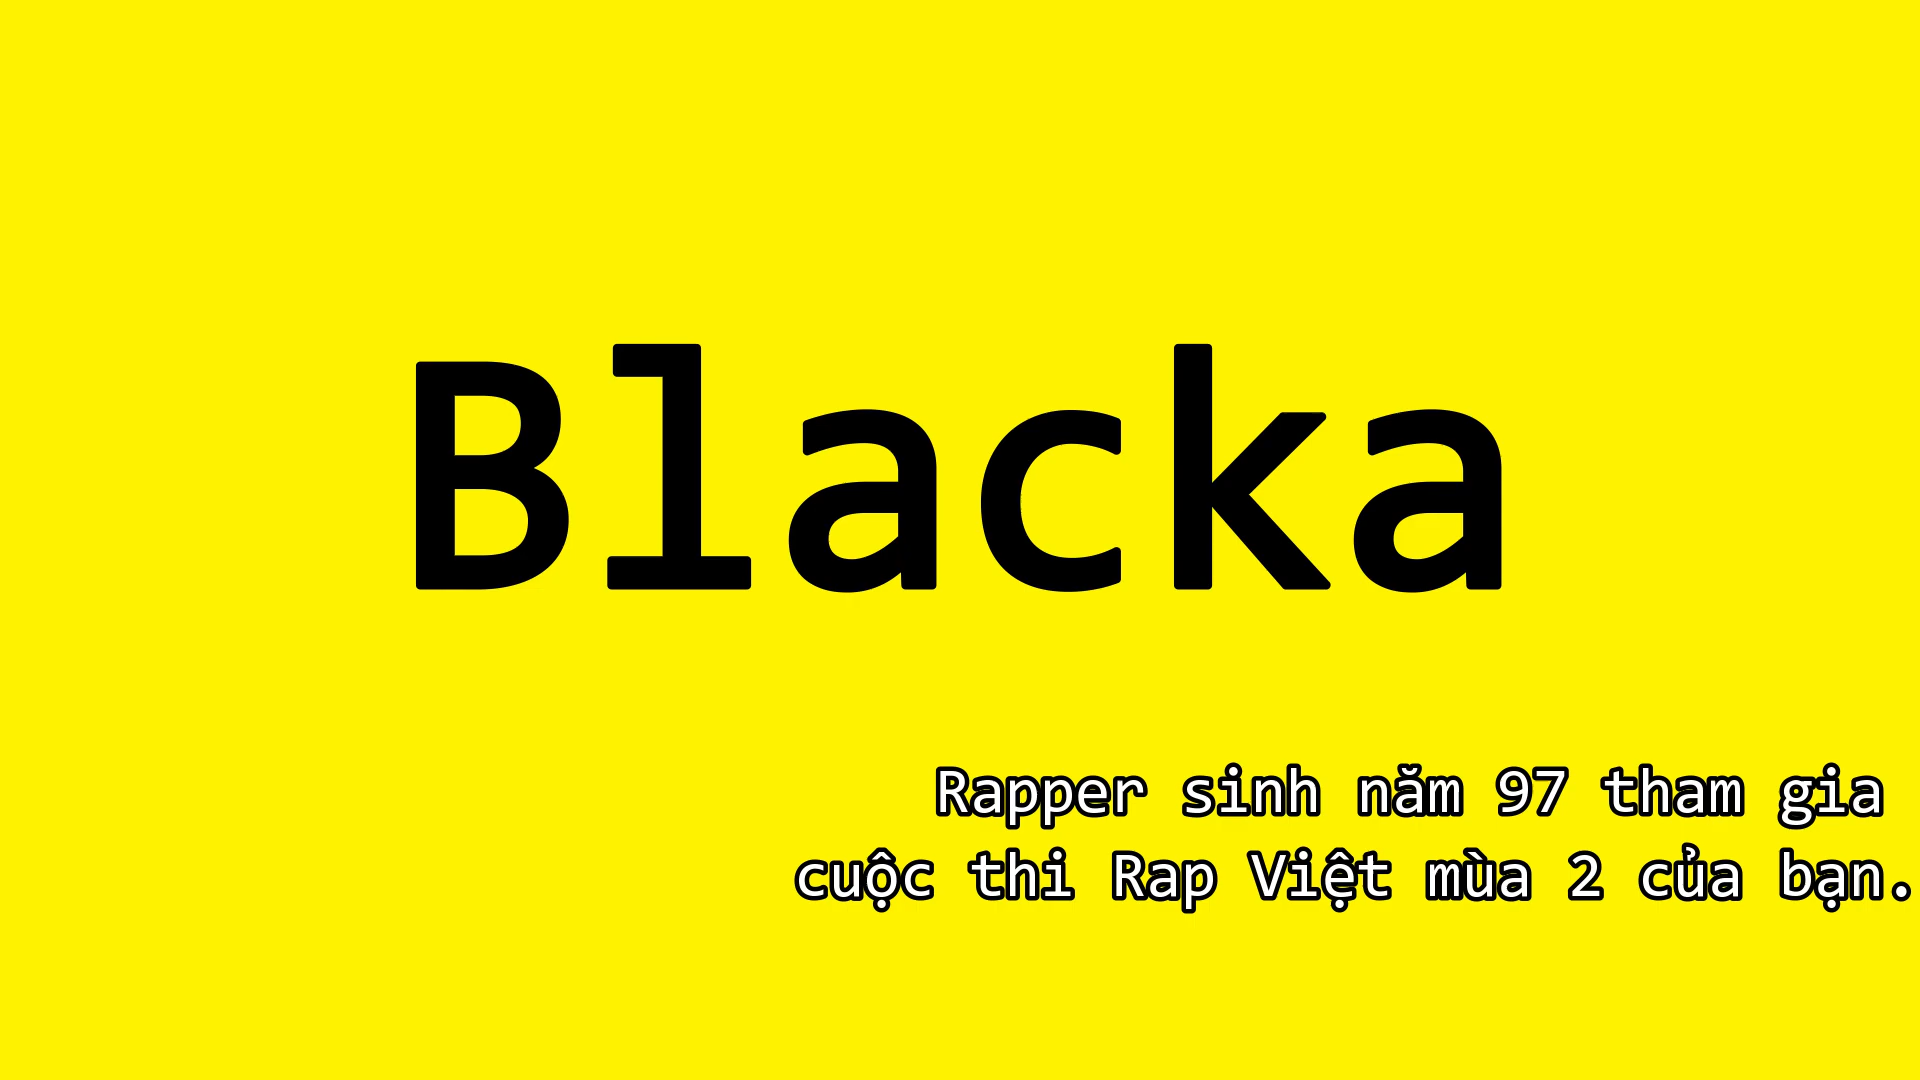 Blacka
Rapper sinh năm 97 tham gia
cuộc thi Rap Việt mùa 2 của bạn.